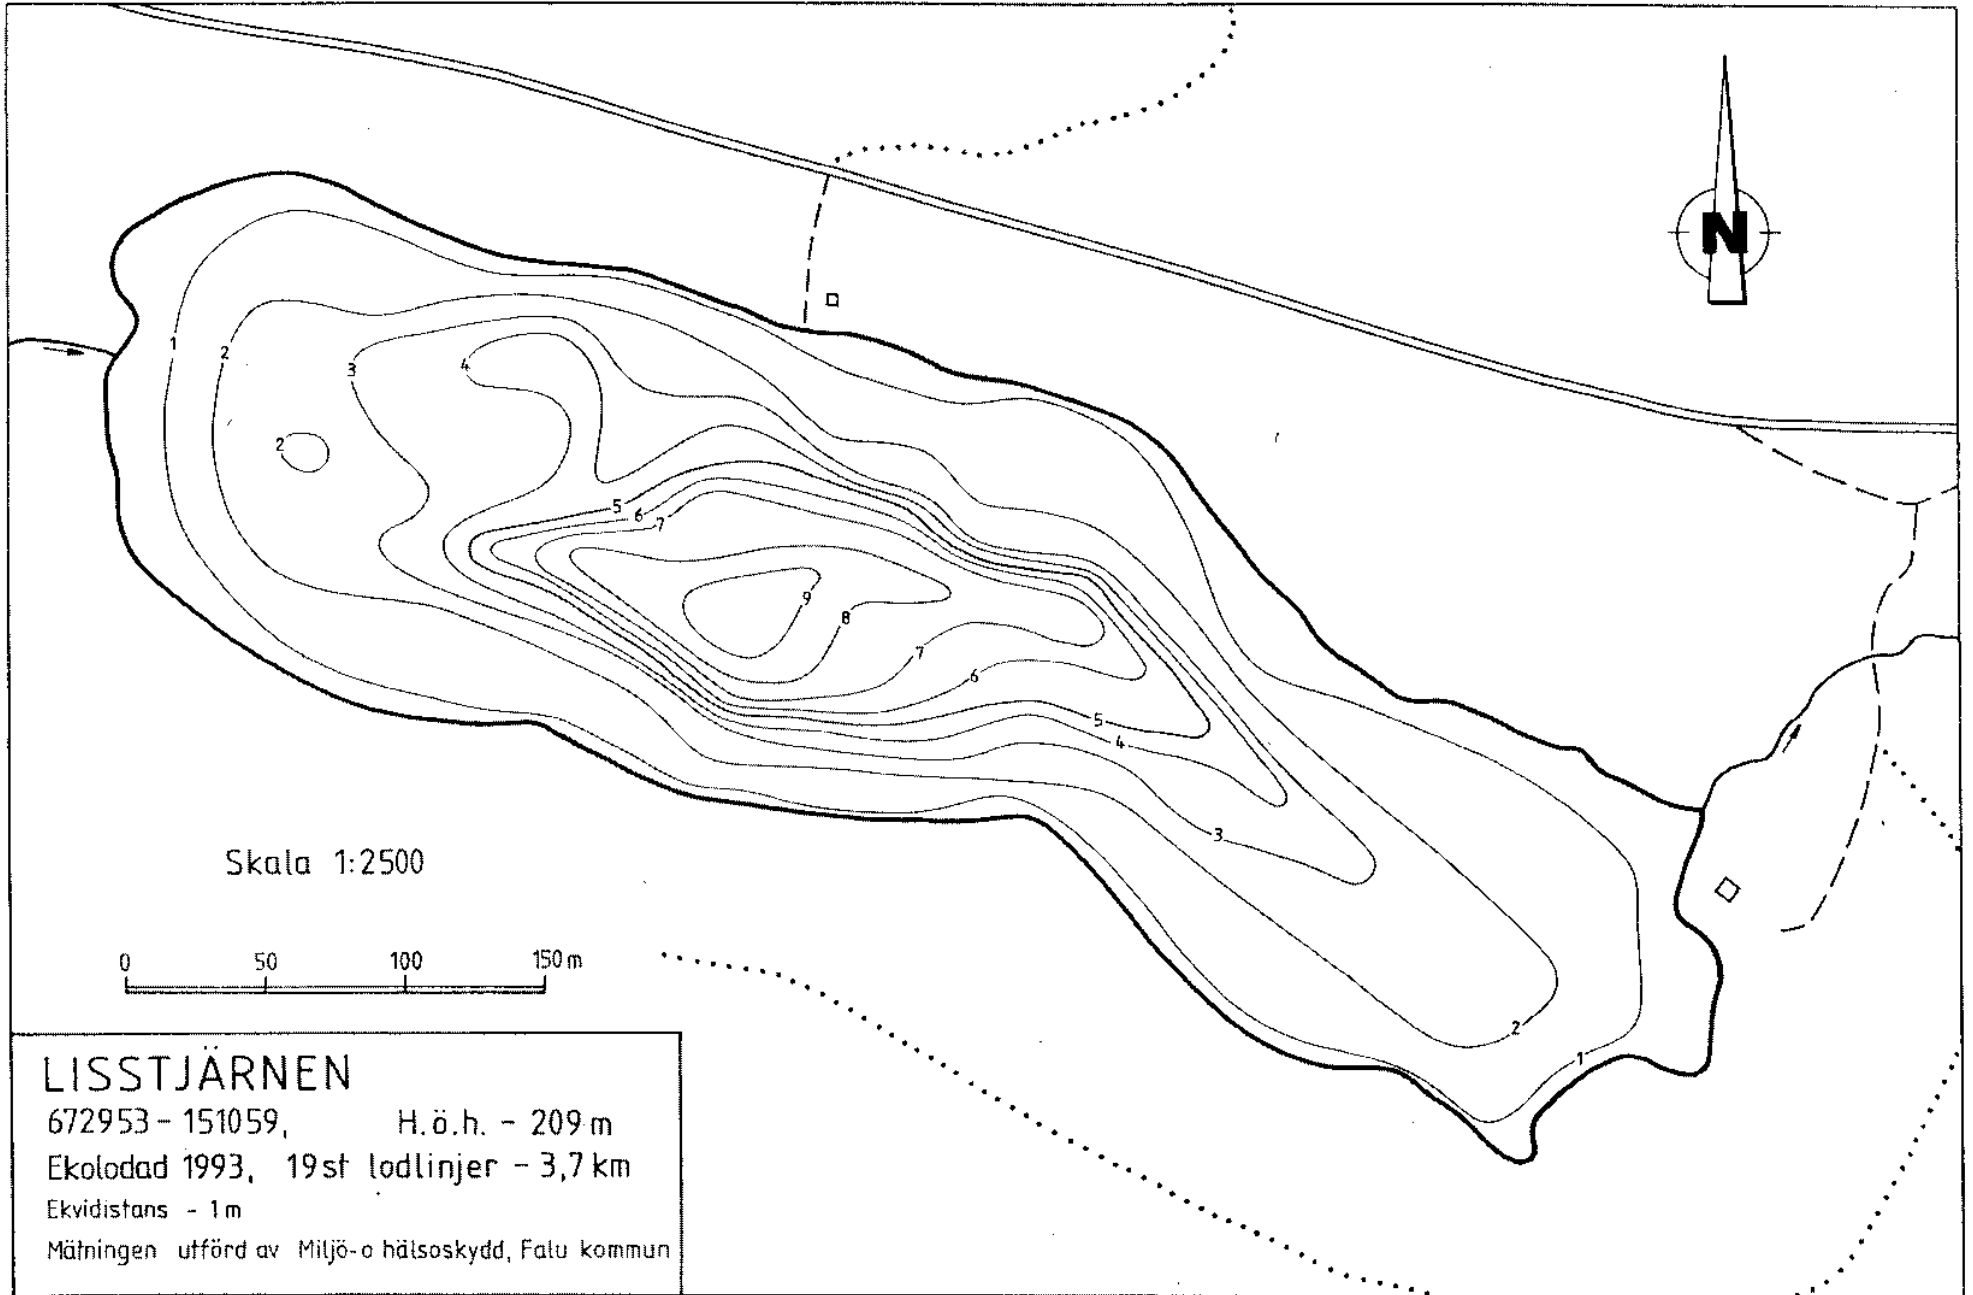 N
1
2
3
4
2
5
6
7
9
8
7
6
5
4
3
2
1
Skala 1:2500
0 50 100 150 m
LISSTJÄRNEN
672953 - 151059, H.ö.h. - 209 m
Ekolodad 1993, 19st lodlinjer - 3,7 km
Ekvidistans - 1 m
Mätningen utförd av Miljö-o hälsoskydd, Falu kommun